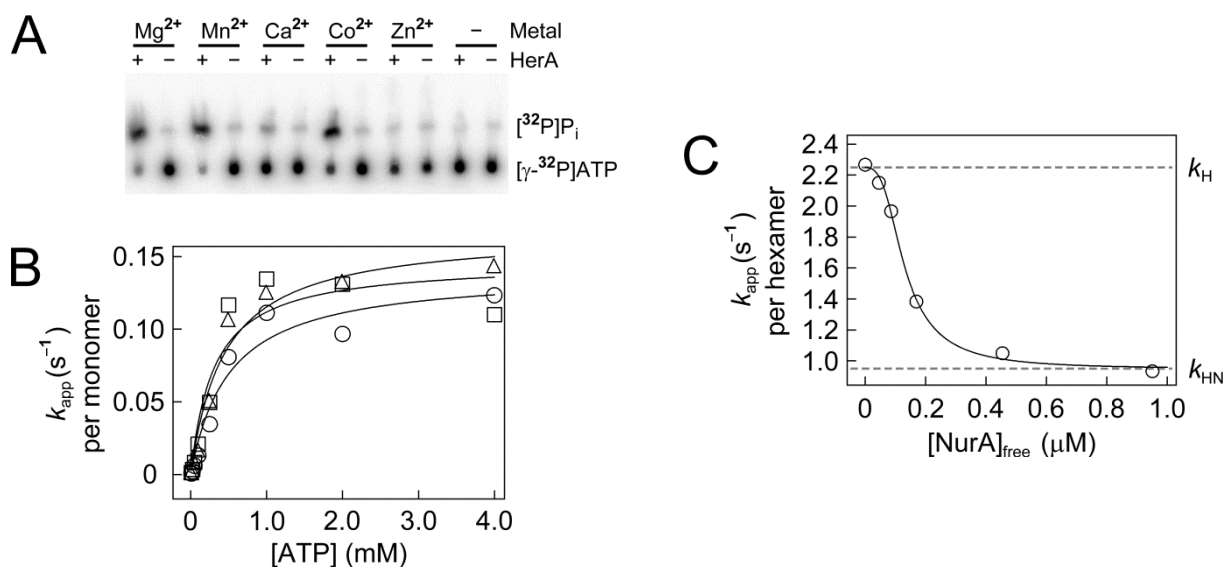 A
Mg2+ Mn2+ Ca2+ Co2+ Zn2+ – Metal
+ – + – + – + – + – + – HerA
[32P]Pi
[γ-32P]ATP
B
kapp (s−1)
per monomer
0.15
0.10
0.05
0
0 1.0 2.0 3.0 4.0
[ATP] (mM)
C
kapp (s−1)
per hexamer
2.4
2.2
2.0
1.8
1.6
1.4
1.2
1.0
kH
kHN
0 0.2 0.4 0.6 0.8 1.0
[NurA]free (μM)